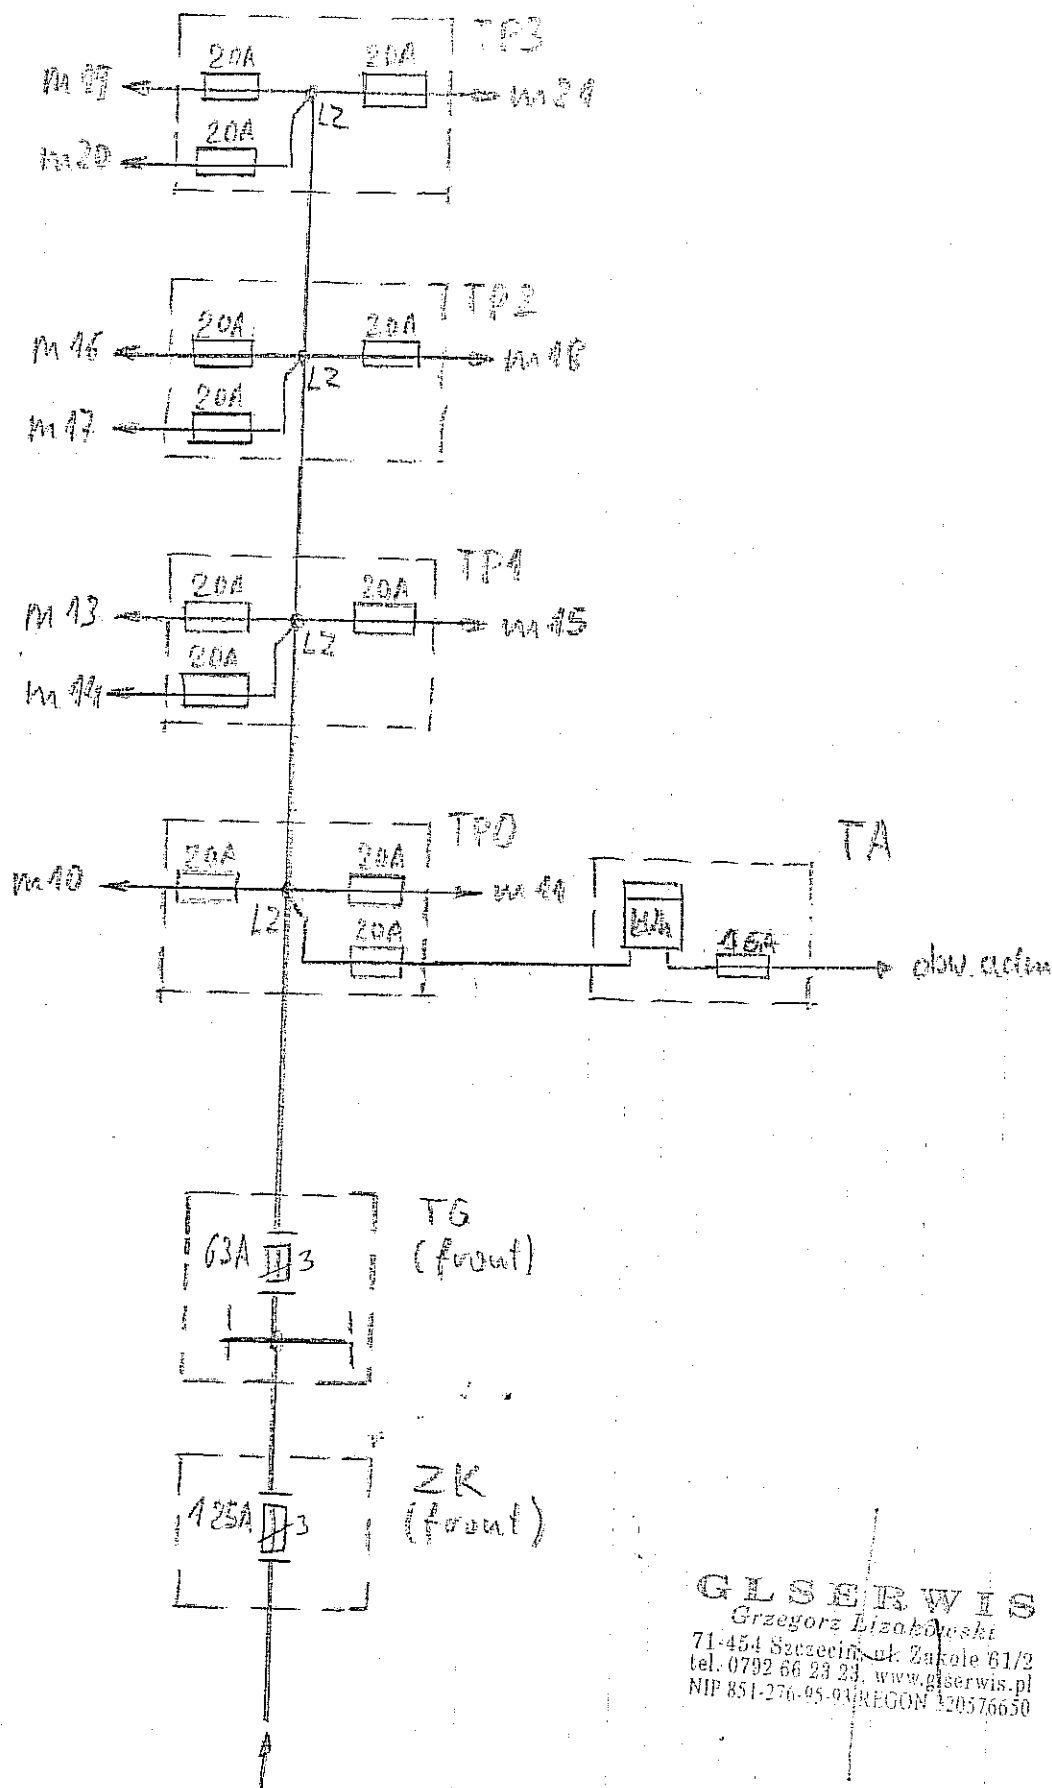 TP3
20A 20A
m 19 m 21
LZ
20A
m 20
TP2
20A 20A
m 16 m 18
LZ
20A
m 17
TP1
20A 20A
m 13 m 15
LZ
20A
m 14
TP0
TA
20A 20A
m 10 m 11
LZ
20A
16A
obw. adm
TG
(front)
63A 3
ZK
(front)
125A 3
GLSERWIS
Grzegorz Lizakowski
71-454 Szczecin, ul. Zakole 61/2
tel. 0792 66 23 23, www.glserwis.pl
NIP 851-276-95-93 REGON 320576650